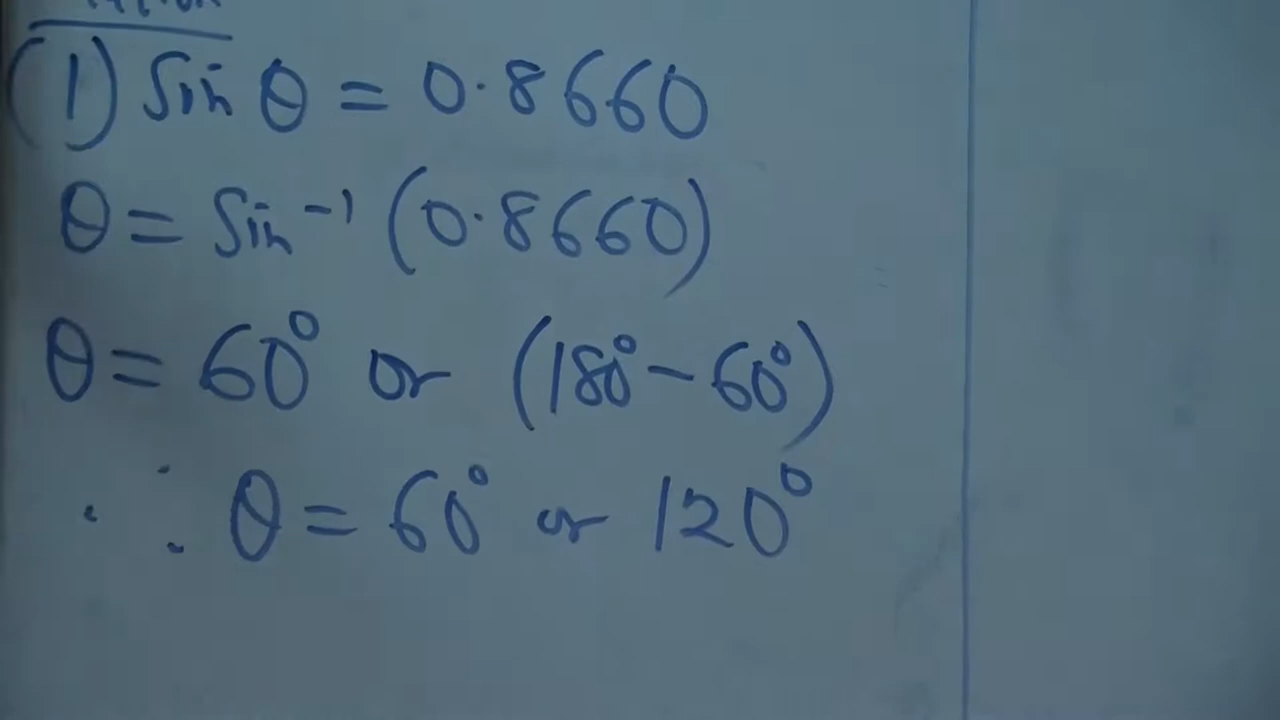 (1) Sin θ = 0.8660
θ = Sin⁻¹ (0.8660)
θ = 60° or (180° - 60°)
∴ θ = 60° or 120°